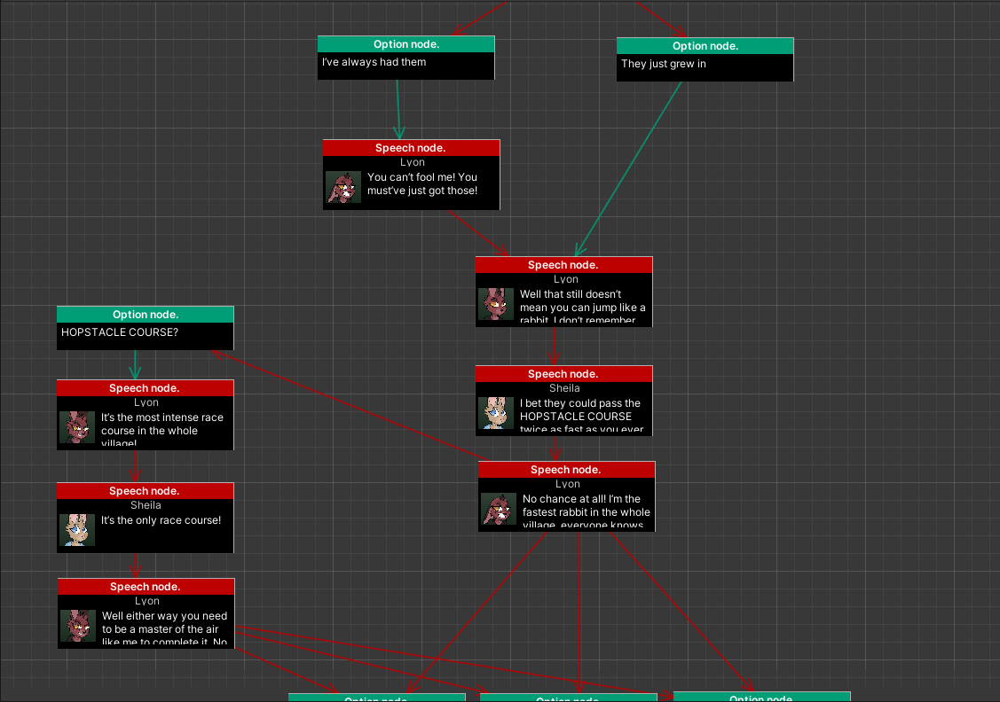 Option node.
I've always had them
Option node.
They just grew in
Speech node.
Lyon
You can't fool me! You
must've just got those!
Speech node.
Lyon
Well that still doesn't
mean you can jump like a
rabbit. I don't remember
Option node.
HOPSTACLE COURSE?
Speech node.
Lyon
It's the most intense race
course in the whole
village!
Speech node.
Sheila
I bet they could pass the
HOPSTACLE COURSE
twice as fast as you ever
Speech node.
Lyon
No chance at all! I'm the
fastest rabbit in the whole
village, everyone knows
Speech node.
Sheila
It's the only race course!
Speech node.
Lyon
Well either way you need
to be a master of the air
like me to complete it. No
Option node.
Option node.
Option node.